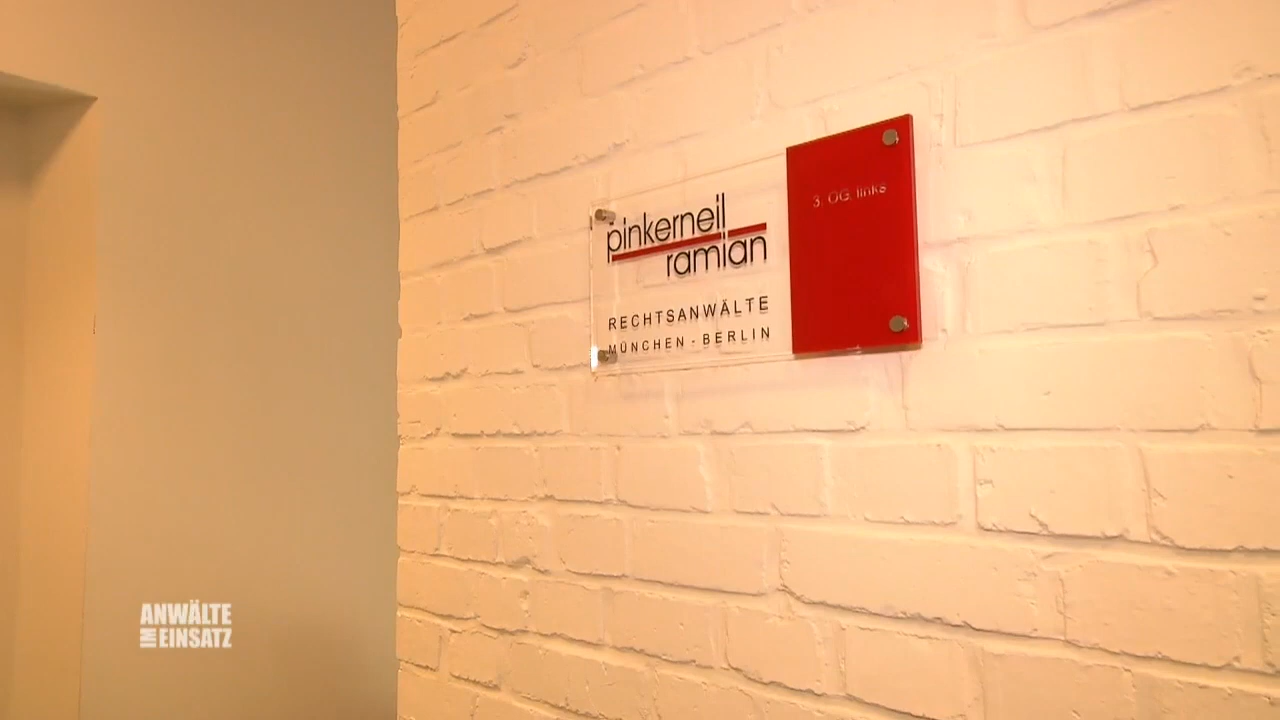 pinkerneil
ramian
RECHTSANWÄLTE
MÜNCHEN - BERLIN
3. OG. links
ANWÄLTE
IM EINSATZ